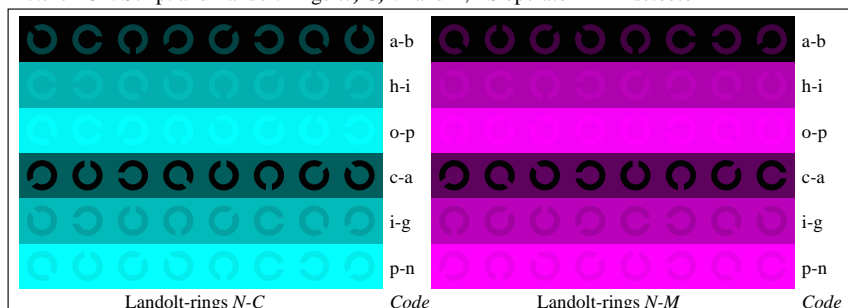 a-b a-b
h-i h-i
o-p o-p
c-a c-a
i-g i-g
p-n p-n
Landolt-rings N-C Code Landolt-rings N-M Code